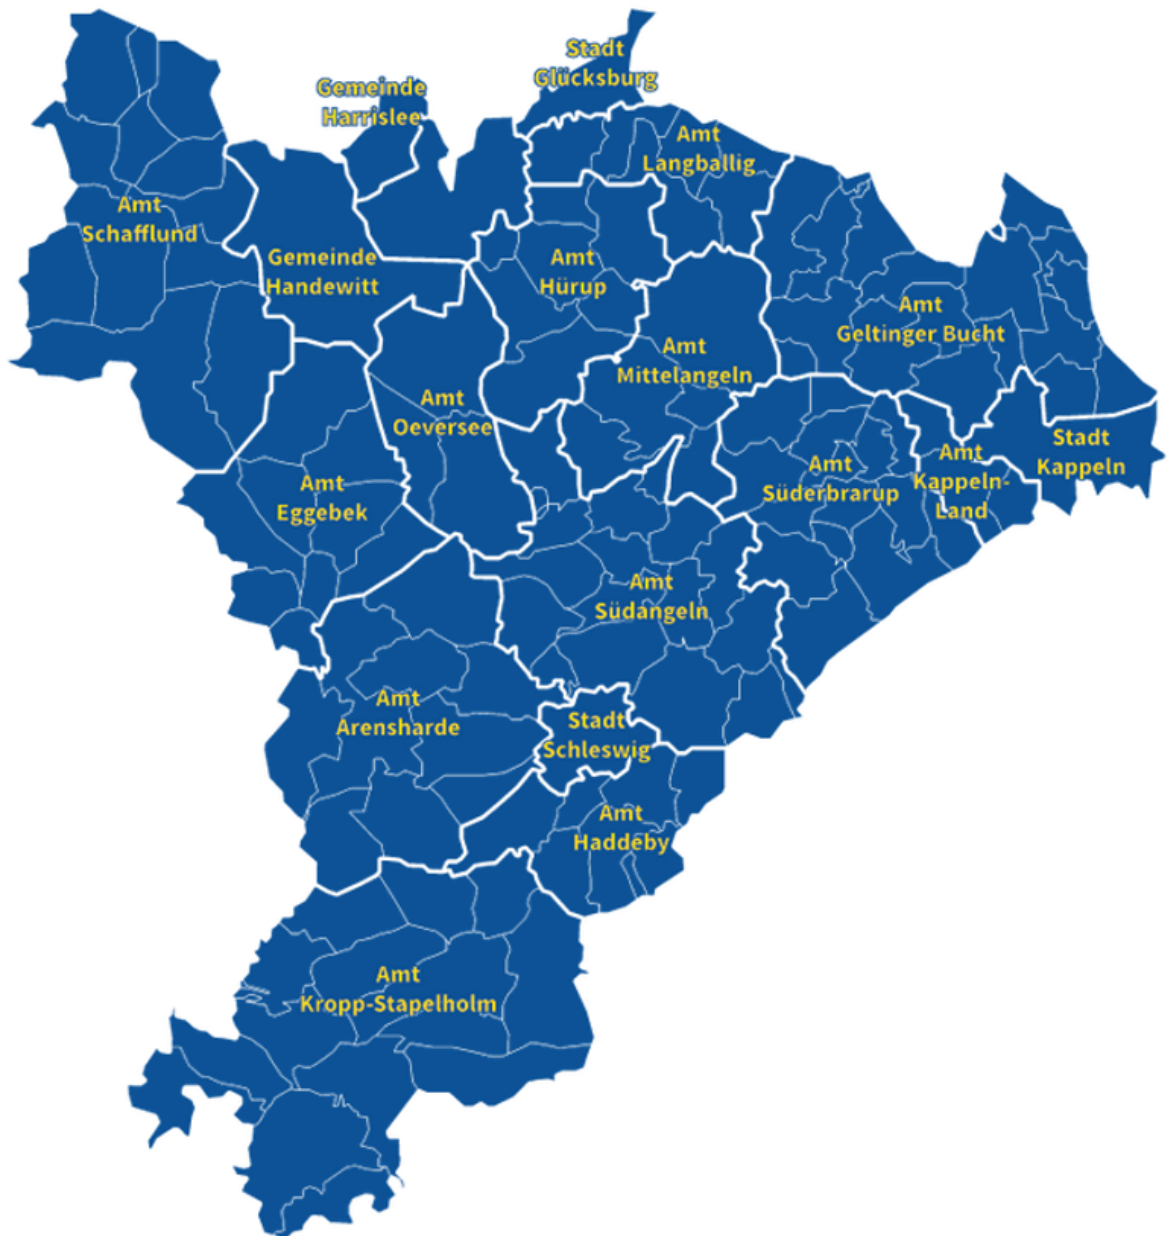 Stadt
Glücksburg
Gemeinde
Harrislee
Amt
Langballig
Amt
Schafflund
Gemeinde
Handewitt
Amt
Hürup
Amt
Geltinger Bucht
Amt
Mittelangeln
Amt
Oeversee
Stadt
Kappeln
Amt
Kappeln-
Land
Amt
Süderbrarup
Amt
Eggebek
Amt
Südangeln
Amt
Arensharde
Stadt
Schleswig
Amt
Haddeby
Amt
Kropp-Stapelholm